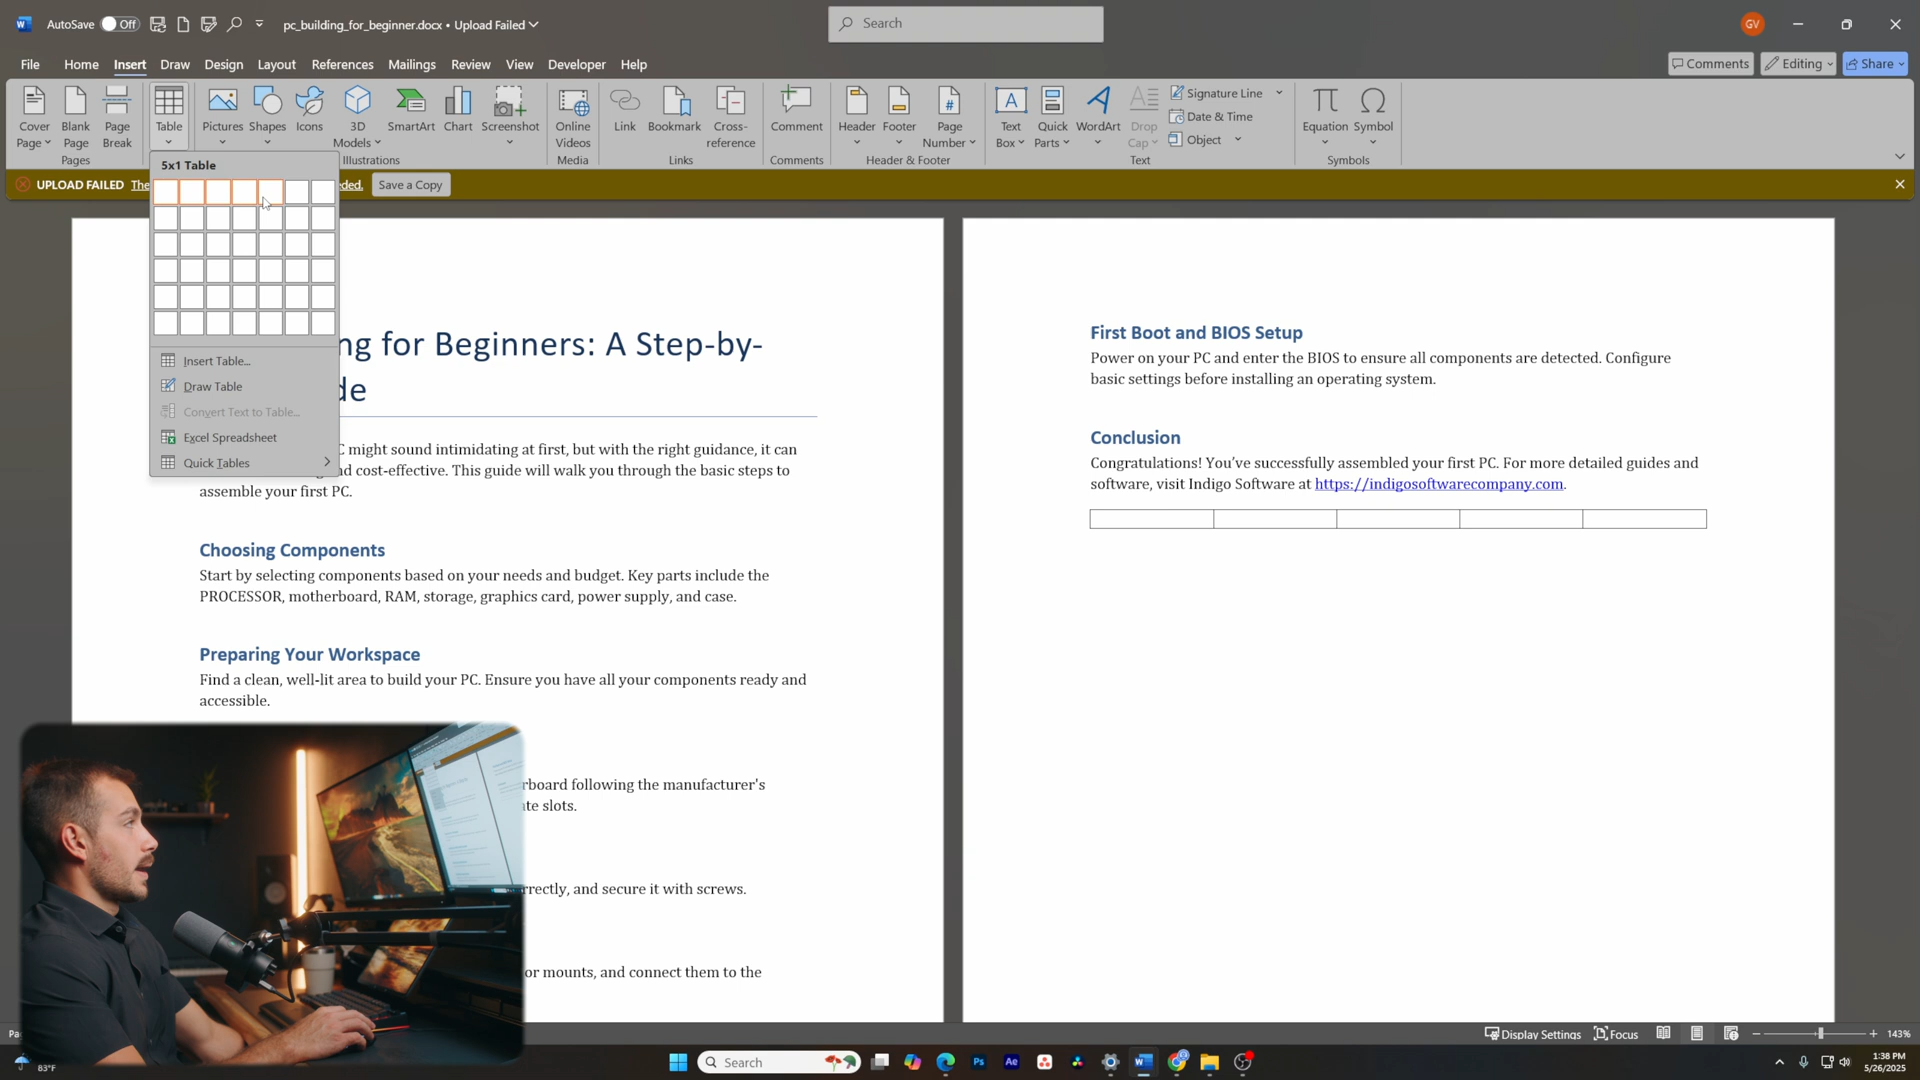 AutoSave Off pc_building_for_beginner.docx • Upload Failed Search GV
File Home Insert Draw Design Layout References Mailings Review View Developer Help Comments Editing Share
Cover Page Blank Page Page Break Table Pictures Shapes Icons 3D Models SmartArt Chart Screenshot Online Videos Link Bookmark Cross-reference Comment Header Footer Page Number Text Box Quick Parts WordArt Drop Cap Signature Line Date & Time Object Equation Symbol
Pages Illustrations Media Links Comments Header & Footer Text Symbols
5x1 Table
UPLOAD FAILED The Save a Copy
Insert Table...
Draw Table
Convert Text to Table...
Excel Spreadsheet
Quick Tables
ng for Beginners: A Step-by-
might sound intimidating at first, but with the right guidance, it can
cost-effective. This guide will walk you through the basic steps to
assemble your first PC.
Choosing Components
Start by selecting components based on your needs and budget. Key parts include the
PROCESSOR, motherboard, RAM, storage, graphics card, power supply, and case.
Preparing Your Workspace
Find a clean, well-lit area to build your PC. Ensure you have all your components ready and
accessible.
rboard following the manufacturer's
te slots.
rrectly, and secure it with screws.
or mounts, and connect them to the
First Boot and BIOS Setup
Power on your PC and enter the BIOS to ensure all components are detected. Configure
basic settings before installing an operating system.
Conclusion
Congratulations! You've successfully assembled your first PC. For more detailed guides and
software, visit Indigo Software at https://indigosoftwarecompany.com.
Display Settings Focus 143%
83°F Search Ps Ae 1:38 PM
5/26/2025